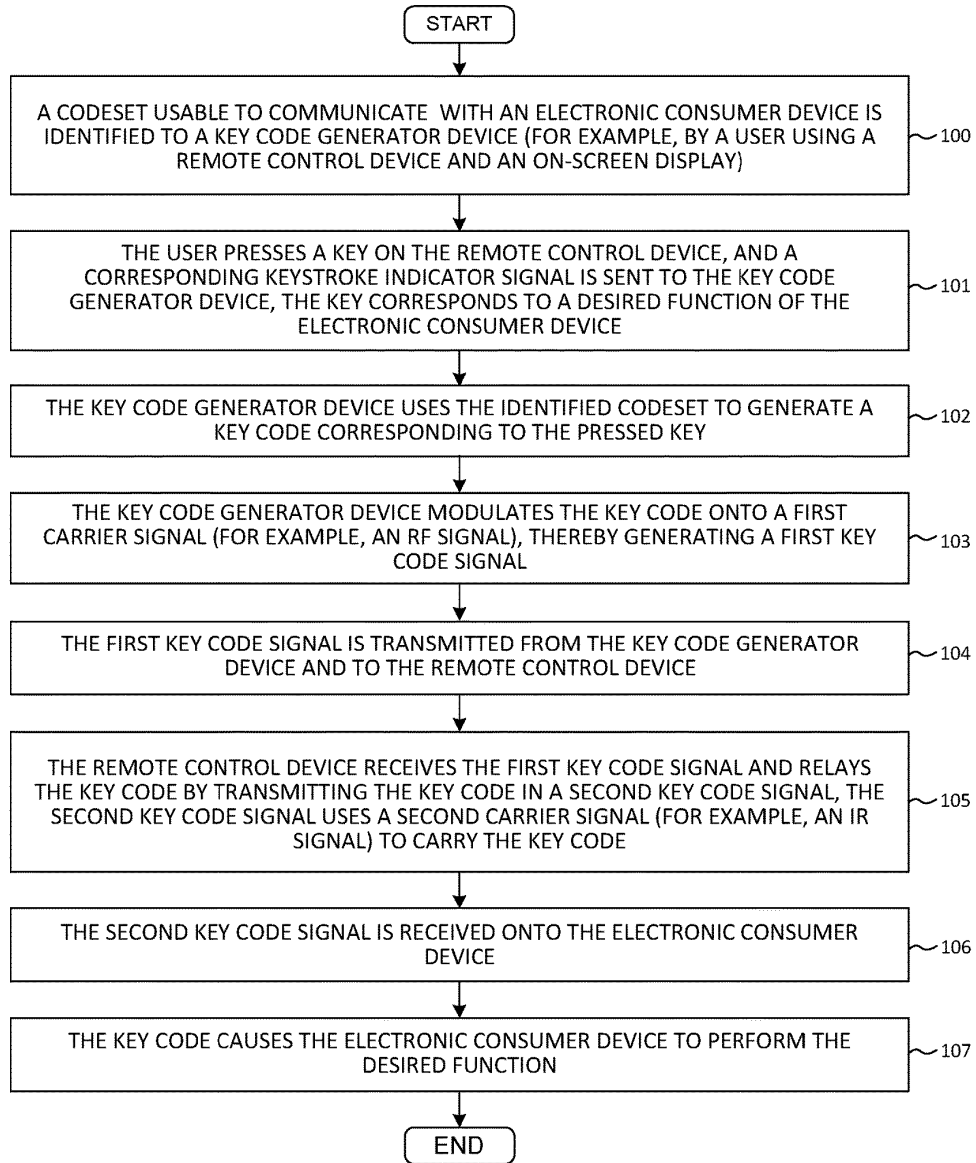 START
A CODESET USABLE TO COMMUNICATE WITH AN ELECTRONIC CONSUMER DEVICE IS
IDENTIFIED TO A KEY CODE GENERATOR DEVICE (FOR EXAMPLE, BY A USER USING A
REMOTE CONTROL DEVICE AND AN ON-SCREEN DISPLAY)
100
THE USER PRESSES A KEY ON THE REMOTE CONTROL DEVICE, AND A
CORRESPONDING KEYSTROKE INDICATOR SIGNAL IS SENT TO THE KEY CODE
GENERATOR DEVICE, THE KEY CORRESPONDS TO A DESIRED FUNCTION OF THE
ELECTRONIC CONSUMER DEVICE
101
THE KEY CODE GENERATOR DEVICE USES THE IDENTIFIED CODESET TO GENERATE A
KEY CODE CORRESPONDING TO THE PRESSED KEY
102
THE KEY CODE GENERATOR DEVICE MODULATES THE KEY CODE ONTO A FIRST
CARRIER SIGNAL (FOR EXAMPLE, AN RF SIGNAL), THEREBY GENERATING A FIRST KEY
CODE SIGNAL
103
THE FIRST KEY CODE SIGNAL IS TRANSMITTED FROM THE KEY CODE GENERATOR
DEVICE AND TO THE REMOTE CONTROL DEVICE
104
THE REMOTE CONTROL DEVICE RECEIVES THE FIRST KEY CODE SIGNAL AND RELAYS
THE KEY CODE BY TRANSMITTING THE KEY CODE IN A SECOND KEY CODE SIGNAL, THE
SECOND KEY CODE SIGNAL USES A SECOND CARRIER SIGNAL (FOR EXAMPLE, AN IR
SIGNAL) TO CARRY THE KEY CODE
105
THE SECOND KEY CODE SIGNAL IS RECEIVED ONTO THE ELECTRONIC CONSUMER
DEVICE
106
THE KEY CODE CAUSES THE ELECTRONIC CONSUMER DEVICE TO PERFORM THE
DESIRED FUNCTION
107
END